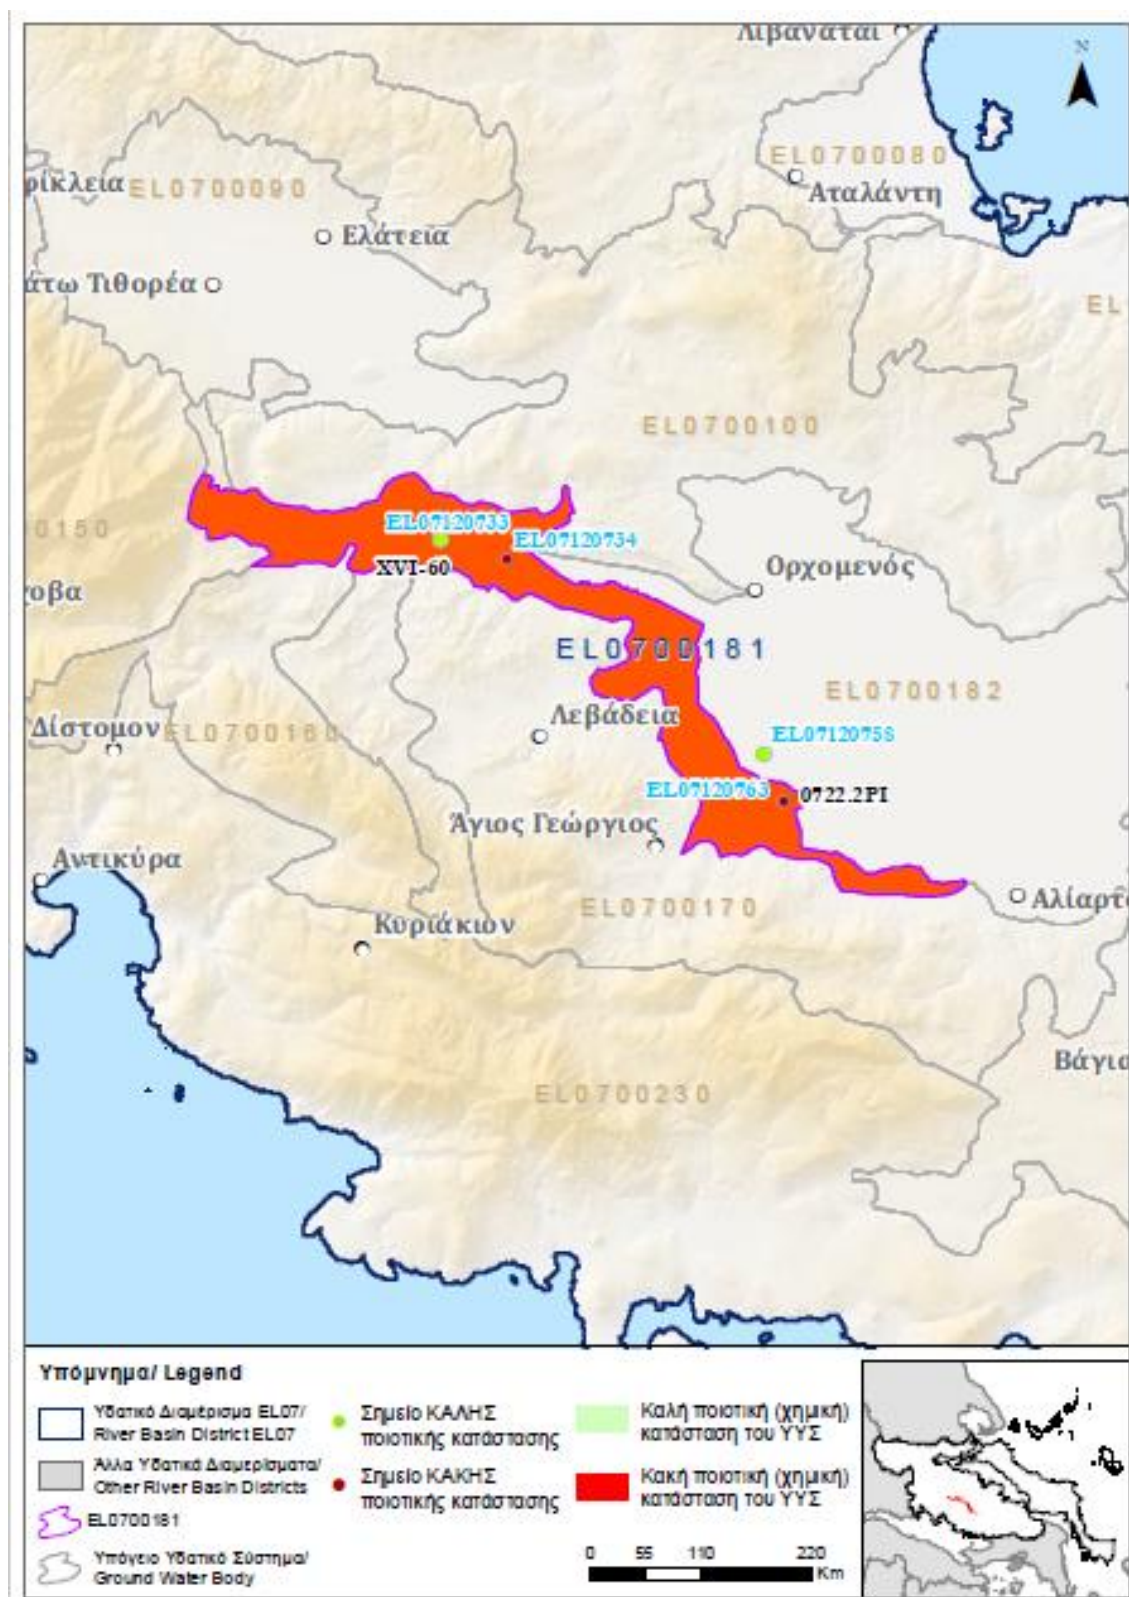 Λιβαναται
N
EL0700080
ρίκλεια
EL0700090
Αταλάντη
Ελάτεια
άτω Τιθορέα
EL
EL0700100
EL07120733
EL07120734
0150
XVI-60
Ορχομενός
οβα
EL0700181
EL0700182
Λεβάδεια
Δίστομον
EL0700160
EL07120758
EL07120763
0722.2PI
Άγιος Γεώργιος
Αντικύρα
Αλίαρτο
EL0700170
Κυριάκιον
Βάγια
EL0700230
Υπόμνημα/ Legend
Υδατικό Διαμέρισμα EL07/
River Basin District EL07
Άλλα Υδατικά Διαμερίσματα/
Other River Basin Districts
EL0700181
Υπόγειο Υδατικό Σύστημα/
Ground Water Body
Σημείο ΚΑΛΗΣ
ποιοτικής κατάστασης
Σημείο ΚΑΚΗΣ
ποιοτικής κατάστασης
Καλή ποιοτική (χημική)
κατάσταση του ΥΥΣ
Κακή ποιοτική (χημική)
κατάσταση του ΥΥΣ
0 55 110 220
Km